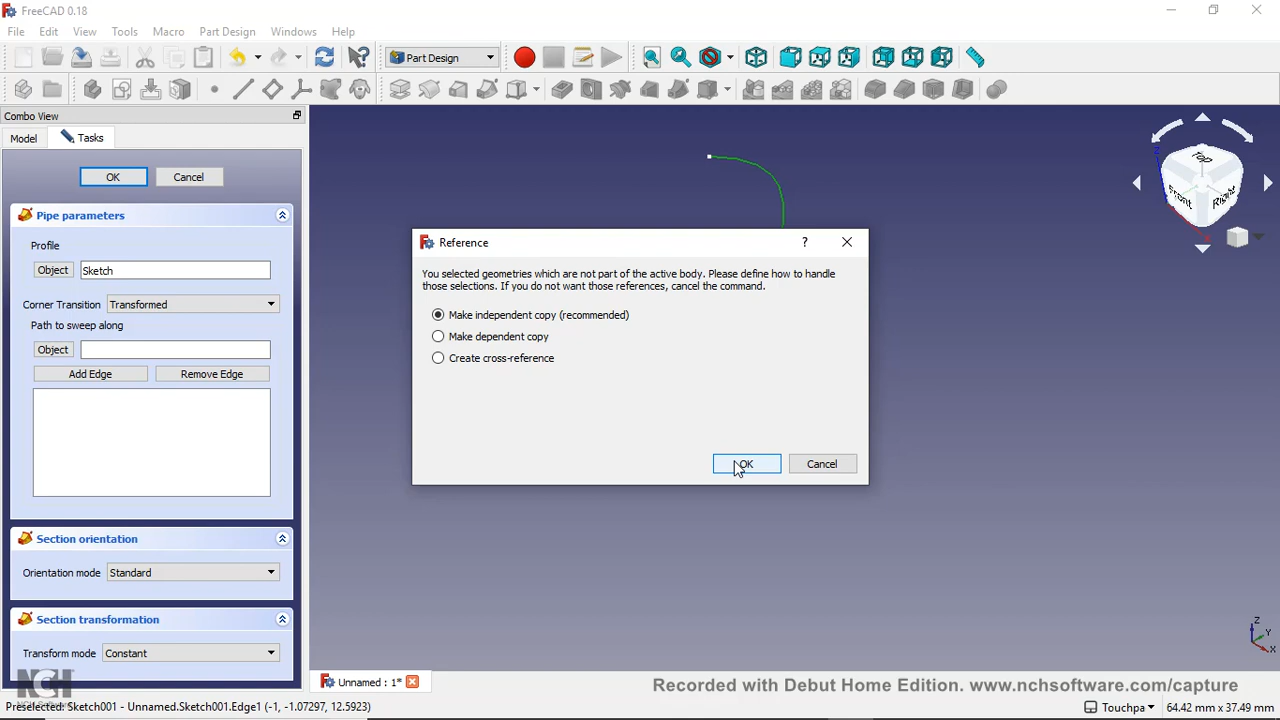 FreeCAD 0.18
File Edit View Tools Macro Part Design Windows Help
Part Design
Combo View
Model Tasks
OK Cancel
Pipe parameters
Profile
Object Sketch
Corner Transition Transformed
Path to sweep along
Object
Add Edge Remove Edge
Section orientation
Orientation mode Standard
Section transformation
Transform mode Constant
Reference
?
You selected geometries which are not part of the active body. Please define how to handle
those selections. If you do not want those references, cancel the command.
Make independent copy (recommended)
Make dependent copy
Create cross-reference
OK Cancel
Top
Front Right
Z
Y
X
Unnamed : 1*
NCH
Recorded with Debut Home Edition. www.nchsoftware.com/capture
Preselected: Sketch001 - Unnamed.Sketch001.Edge1 (-1, -1.07297, 12.5923)
Touchpa
64.42 mm x 37.49 mm